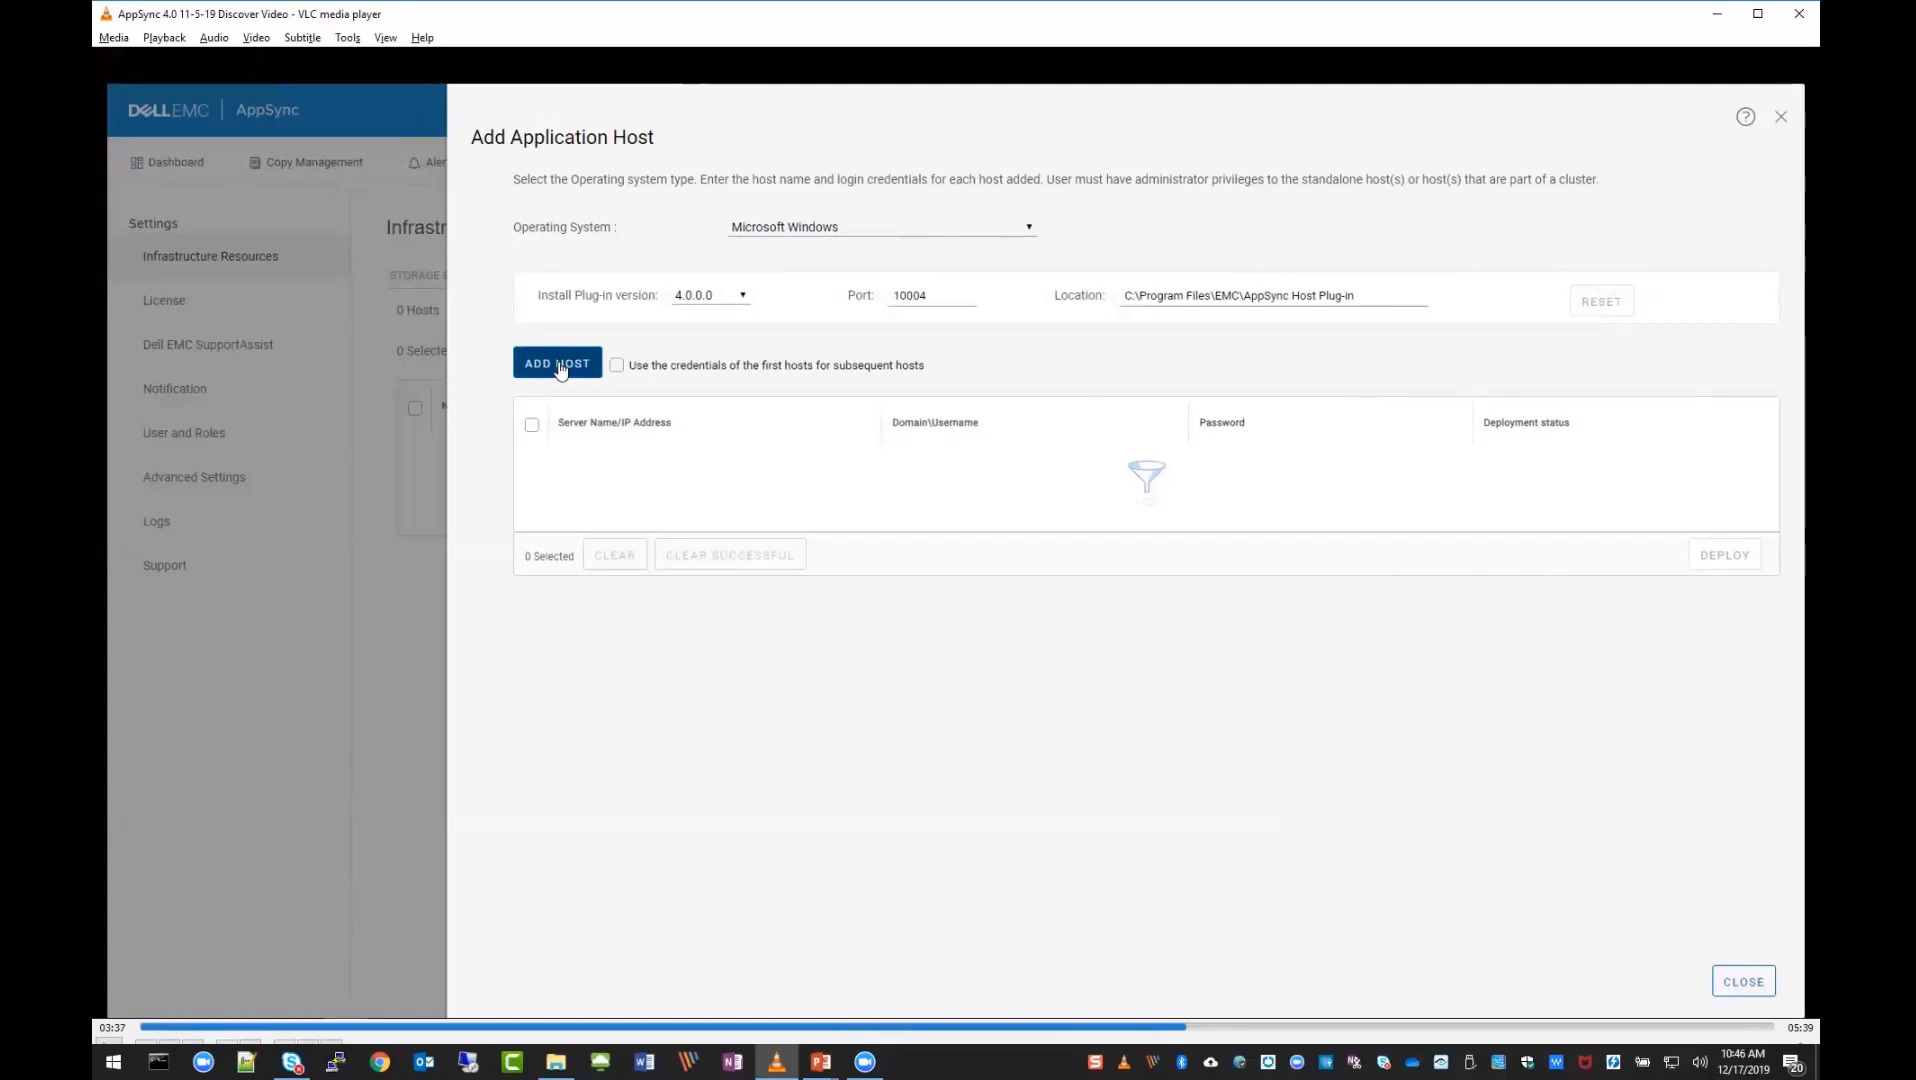 AppSync 4.0 11-5-19 Discover Video - VLC media player
Media Playback Audio Video Subtitle Tools View Help
DELLEMC | AppSync
Add Application Host
Dashboard Copy Management Aler
Select the Operating system type. Enter the host name and login credentials for each host added. User must have administrator privileges to the standalone host(s) or host(s) that are part of a cluster.
Settings
Infrastr
Operating System : Microsoft Windows
Infrastructure Resources
STORAGE
Install Plug-in version: 4.0.0.0 Port: 10004 Location: C:\Program Files\EMC\AppSync Host Plug-in RESET
License
0 Hosts
Dell EMC SupportAssist
0 Selecte
ADD HOST Use the credentials of the first hosts for subsequent hosts
Notification
User and Roles
Server Name/IP Address Domain\Username Password Deployment status
Advanced Settings
Logs
0 Selected CLEAR CLEAR SUCCESSFUL DEPLOY
Support
CLOSE
03:37 05:39
10:46 AM
12/17/2019
20